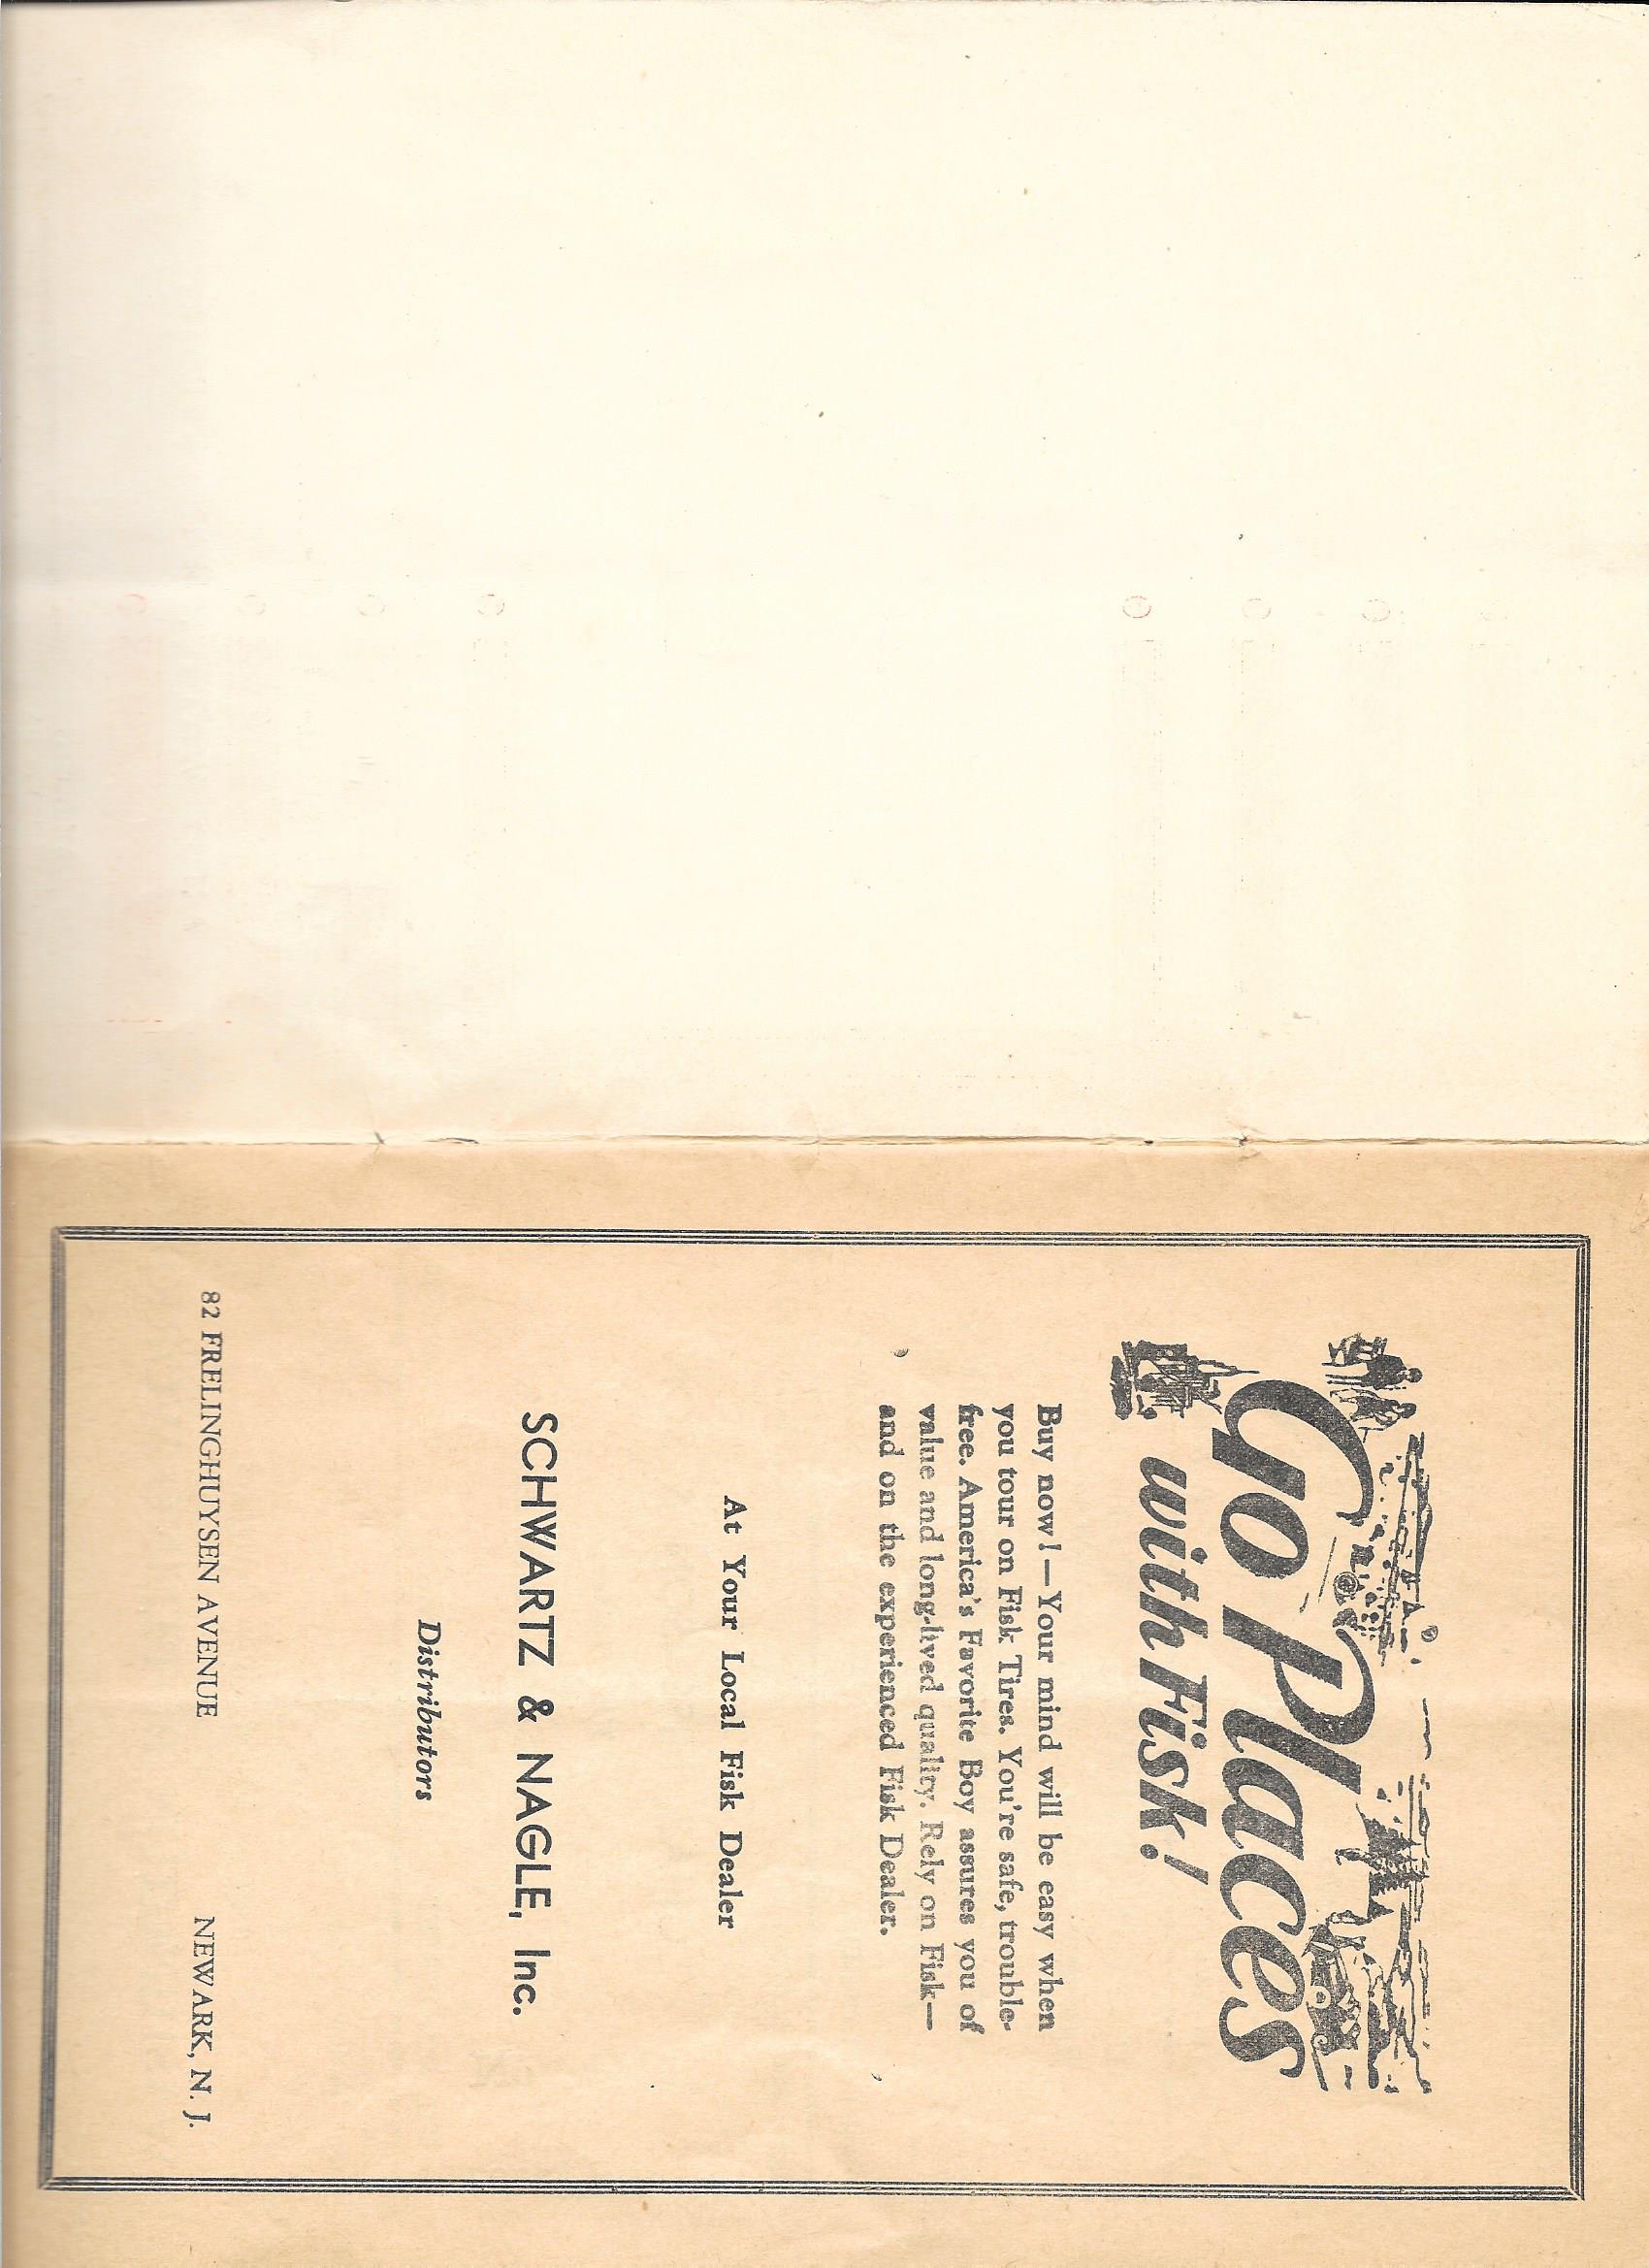 Go Places
with Fisk!
Buy now!—Your mind will be easy when
you tour on Fisk Tires. You're safe, trouble-
free. America's Favorite Boy assures you of
value and long-lived quality. Rely on Fisk—
and on the experienced Fisk Dealer.
At Your Local Fisk Dealer
SCHWARTZ & NAGLE, Inc.
Distributors
82 FRELINGHUYSEN AVENUE NEWARK, N. J.